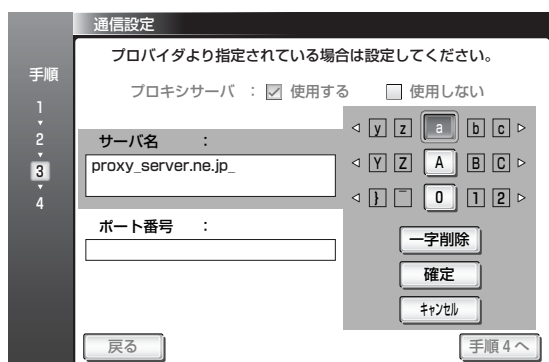 通信設定
プロバイダより指定されている場合は設定してください。
手順
1
2
3
4
プロキシサーバ : 使用する 使用しない
サーバ名 :
proxy_server.ne.jp_
y z a b c
Y Z A B C
} ‾ 0 1 2
ポート番号 :
一字削除
確定
ｷｬﾝｾﾙ
戻る
手順4へ